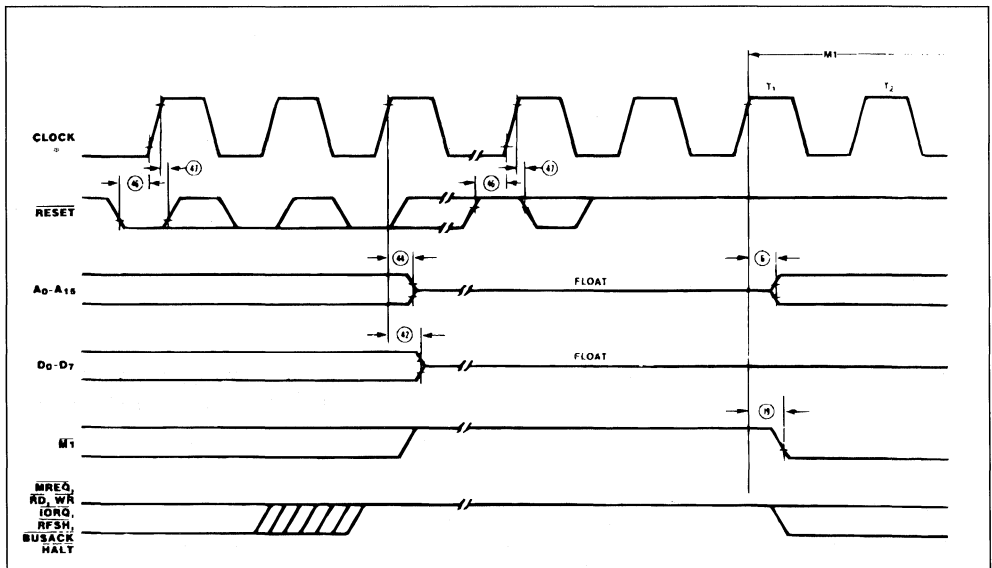 M1
T1 T2
CLOCK
Φ
47 47
46 46
RESET
44 6
A0-A15 FLOAT
42
D0-D7 FLOAT
19
M1
MREQ,
RD, WR
IORQ,
RFSH,
BUSACK
HALT